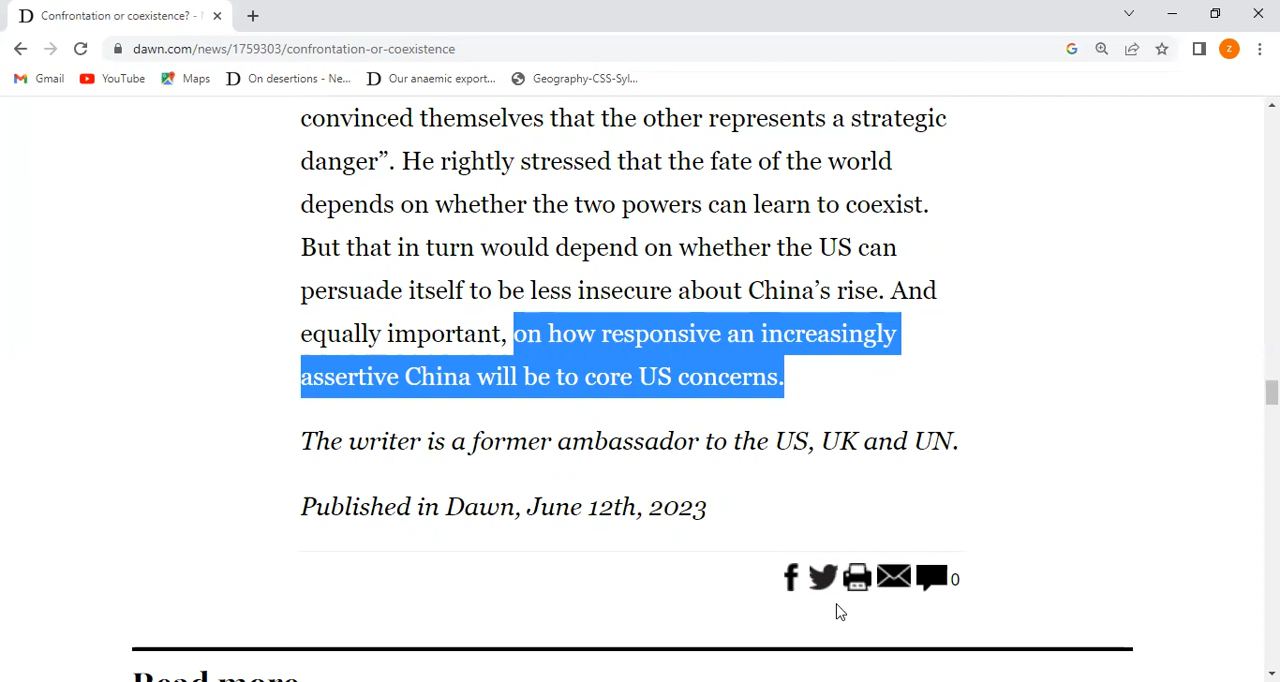 D Confrontation or coexistence? -
dawn.com/news/1759303/confrontation-or-coexistence
G
Z
Gmail YouTube Maps D On desertions - Ne... D Our anaemic export... Geography-CSS-Syl...
convinced themselves that the other represents a strategic
danger”. He rightly stressed that the fate of the world
depends on whether the two powers can learn to coexist.
But that in turn would depend on whether the US can
persuade itself to be less insecure about China’s rise. And
equally important, on how responsive an increasingly
assertive China will be to core US concerns.
The writer is a former ambassador to the US, UK and UN.
Published in Dawn, June 12th, 2023
0
Read more